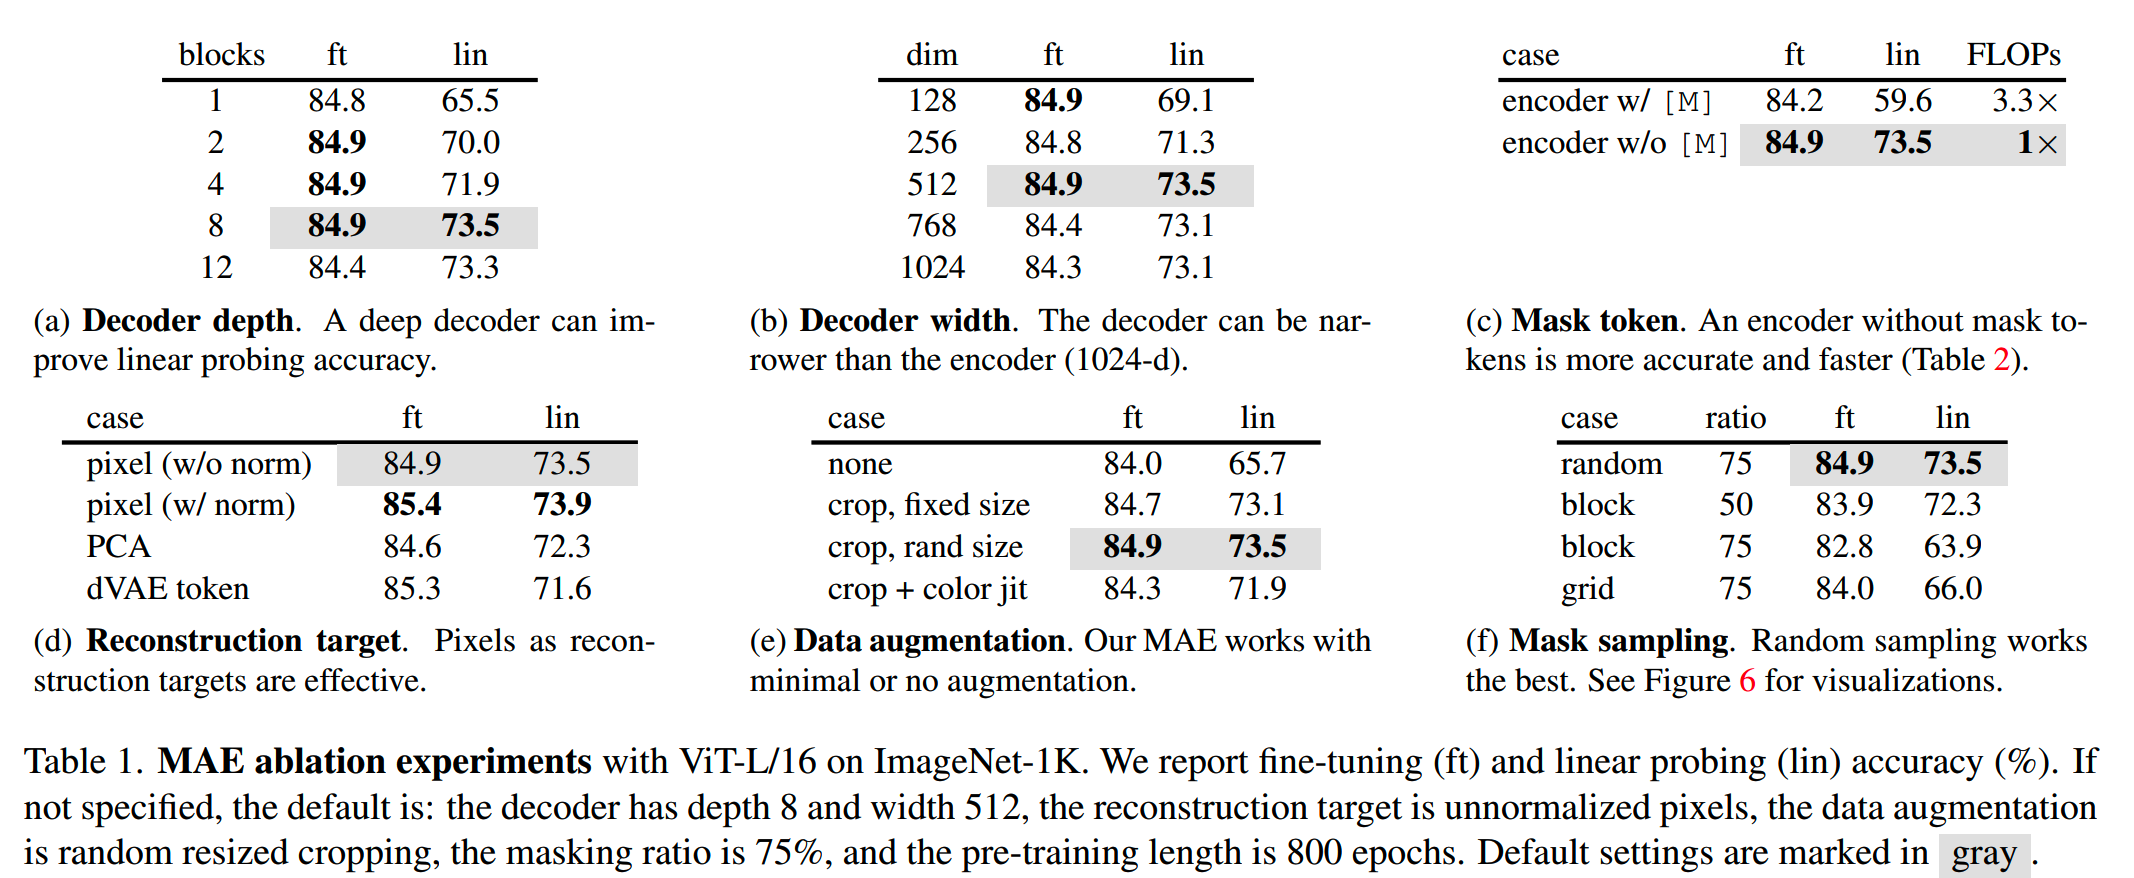 blocks ft lin
1 84.8 65.5
2 84.9 70.0
4 84.9 71.9
8 84.9 73.5
12 84.4 73.3
(a) Decoder depth. A deep decoder can im-
prove linear probing accuracy.
dim ft lin
128 84.9 69.1
256 84.8 71.3
512 84.9 73.5
768 84.4 73.1
1024 84.3 73.1
(b) Decoder width. The decoder can be nar-
rower than the encoder (1024-d).
case ft lin FLOPs
encoder w/ [M] 84.2 59.6 3.3×
encoder w/o [M] 84.9 73.5 1×
(c) Mask token. An encoder without mask to-
kens is more accurate and faster (Table 2).
case ft lin
pixel (w/o norm) 84.9 73.5
pixel (w/ norm) 85.4 73.9
PCA 84.6 72.3
dVAE token 85.3 71.6
(d) Reconstruction target. Pixels as recon-
struction targets are effective.
case ft lin
none 84.0 65.7
crop, fixed size 84.7 73.1
crop, rand size 84.9 73.5
crop + color jit 84.3 71.9
(e) Data augmentation. Our MAE works with
minimal or no augmentation.
case ratio ft lin
random 75 84.9 73.5
block 50 83.9 72.3
block 75 82.8 63.9
grid 75 84.0 66.0
(f) Mask sampling. Random sampling works
the best. See Figure 6 for visualizations.
Table 1. MAE ablation experiments with ViT-L/16 on ImageNet-1K. We report fine-tuning (ft) and linear probing (lin) accuracy (%). If
not specified, the default is: the decoder has depth 8 and width 512, the reconstruction target is unnormalized pixels, the data augmentation
is random resized cropping, the masking ratio is 75%, and the pre-training length is 800 epochs. Default settings are marked in gray .